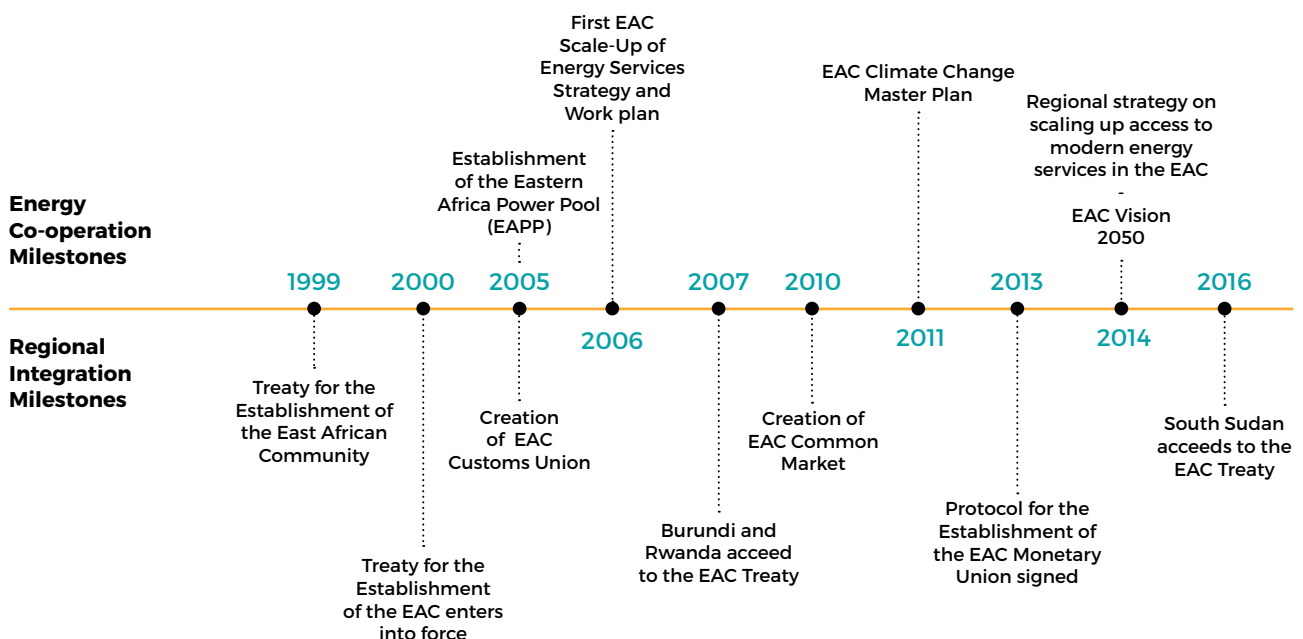 First EAC
Scale-Up of
Energy Services
Strategy and
Work plan
EAC Climate Change
Master Plan
Regional strategy on
scaling up access to
modern energy
services in the EAC
-
EAC Vision
2050
Establishment
of the Eastern
Africa Power Pool
(EAPP)
Energy
Co-operation
Milestones
1999
2000
2005
2006
2007
2010
2011
2013
2014
2016
Regional
Integration
Milestones
Treaty for the
Establishment of
the East African
Community
Treaty for the
Establishment
of the EAC enters
into force
Creation
of EAC
Customs Union
Burundi and
Rwanda acceed
to the EAC Treaty
Creation of
EAC Common
Market
Protocol for the
Establishment of
the EAC Monetary
Union signed
South Sudan
acceeds to the
EAC Treaty